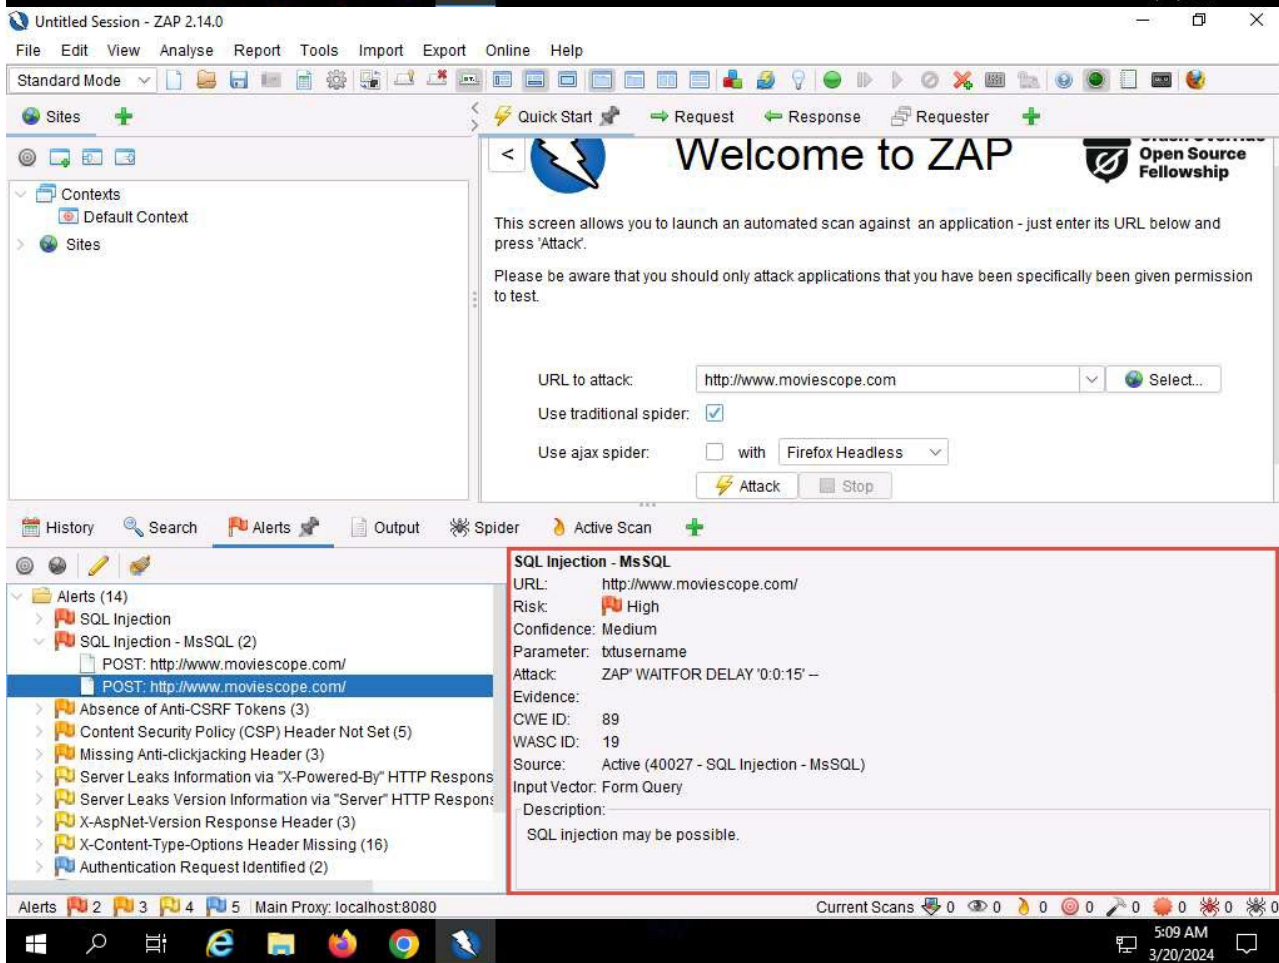 Untitled Session - ZAP 2.14.0
File Edit View Analyse Report Tools Import Export Online Help
Standard Mode
Sites
Quick Start Request Response Requester
< Welcome to ZAP
Open Source
Fellowship
Contexts
Default Context
Sites
This screen allows you to launch an automated scan against an application - just enter its URL below and
press 'Attack'.
Please be aware that you should only attack applications that you have been specifically been given permission
to test.
URL to attack: http://www.moviescope.com Select...
Use traditional spider:
Use ajax spider: with Firefox Headless
Attack Stop
History Search Alerts Output Spider Active Scan
Alerts (14)
SQL Injection
SQL Injection - MsSQL (2)
POST: http://www.moviescope.com/
POST: http://www.moviescope.com/
Absence of Anti-CSRF Tokens (3)
Content Security Policy (CSP) Header Not Set (5)
Missing Anti-clickjacking Header (3)
Server Leaks Information via "X-Powered-By" HTTP Respons
Server Leaks Version Information via "Server" HTTP Respons
X-AspNet-Version Response Header (3)
X-Content-Type-Options Header Missing (16)
Authentication Request Identified (2)
SQL Injection - MsSQL
URL: http://www.moviescope.com/
Risk: High
Confidence: Medium
Parameter: txtusername
Attack: ZAP' WAITFOR DELAY '0:0:15' --
Evidence:
CWE ID: 89
WASC ID: 19
Source: Active (40027 - SQL Injection - MsSQL)
Input Vector: Form Query
Description:
SQL injection may be possible.
Alerts 2 3 4 5 Main Proxy: localhost:8080 Current Scans 0 0 0 0 0 0 0 0
5:09 AM
3/20/2024